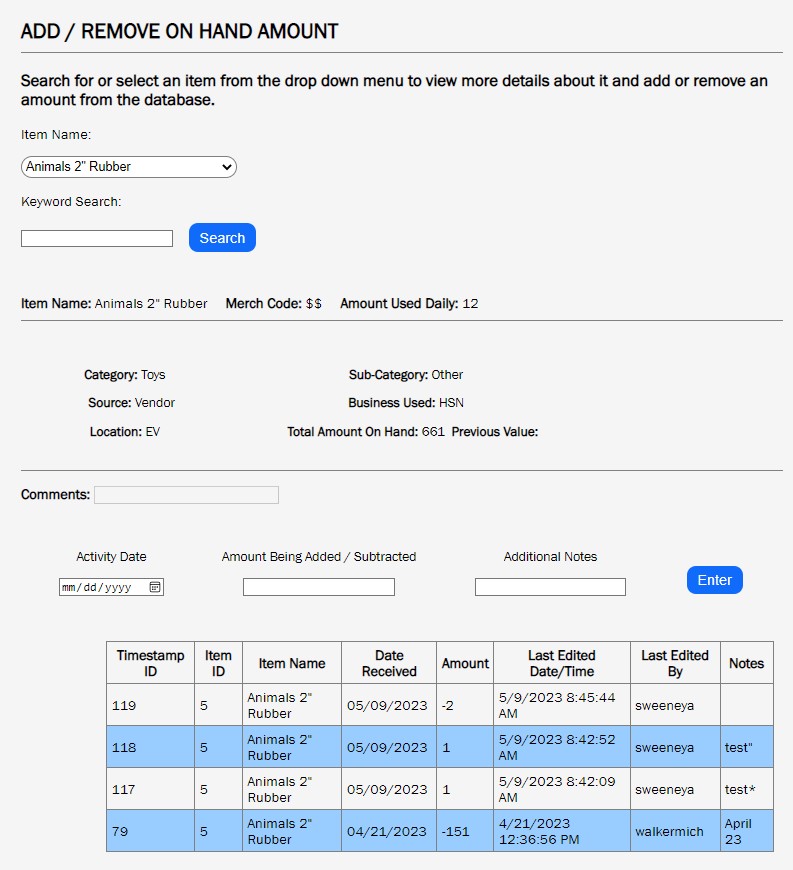 ADD / REMOVE ON HAND AMOUNT
Search for or select an item from the drop down menu to view more details about it and add or remove an
amount from the database.
Item Name:
Animals 2" Rubber
Keyword Search:
Search
Item Name: Animals 2" Rubber Merch Code: $$ Amount Used Daily: 12
Category: Toys Sub-Category: Other
Source: Vendor Business Used: HSN
Location: EV Total Amount On Hand: 661 Previous Value:
Comments:
Activity Date Amount Being Added / Subtracted Additional Notes
mm/dd/yyyy Enter
Timestamp ID Item ID Item Name Date Received Amount Last Edited Date/Time Last Edited By Notes
119 5 Animals 2" Rubber 05/09/2023 -2 5/9/2023 8:45:44 AM sweeneya
118 5 Animals 2" Rubber 05/09/2023 1 5/9/2023 8:42:52 AM sweeneya test"
117 5 Animals 2" Rubber 05/09/2023 1 5/9/2023 8:42:09 AM sweeneya test*
79 5 Animals 2" Rubber 04/21/2023 -151 4/21/2023 12:36:56 PM walkermich April 23